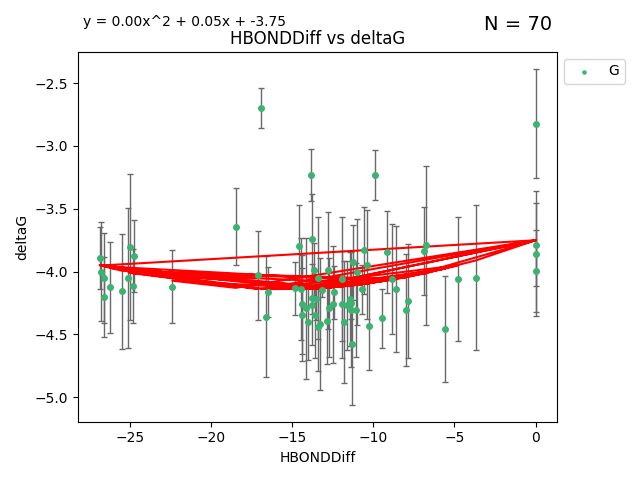 y = 0.00x^2 + 0.05x + -3.75
N = 70
HBONDDiff vs deltaG
G
−2.5
−3.0
−3.5
−4.0
−4.5
−5.0
deltaG
−25
−20
−15
−10
−5
0
HBONDDiff